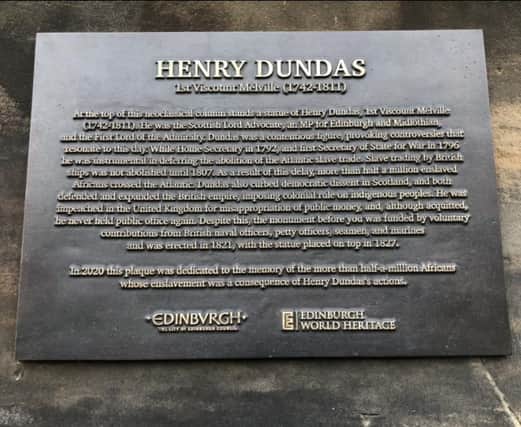 HENRY DUNDAS
1st Viscount Melville (1742-1811)
At the top of this neoclassical column stands a statue of Henry Dundas, 1st Viscount Melville
(1742-1811). He was the Scottish Lord Advocate, an MP for Edinburgh and Midlothian,
and the First Lord of the Admiralty. Dundas was a contentious figure, provoking controversies that
resonate to this day. While Home Secretary in 1792, and first Secretary of State for War in 1796
he was instrumental in deferring the abolition of the Atlantic slave trade. Slave trading by British
ships was not abolished until 1807. As a result of this delay, more than half a million enslaved
Africans crossed the Atlantic. Dundas also curbed democratic dissent in Scotland, and both
defended and expanded the British empire, imposing colonial rule on indigenous peoples. He was
impeached in the United Kingdom for misappropriation of public money, and, although acquitted,
he never held public office again. Despite this, the monument before you was funded by voluntary
contributions from British naval officers, petty officers, seamen, and marines
and was erected in 1821, with the statue placed on top in 1827.
In 2020 this plaque was dedicated to the memory of the more than half-a-million Africans
whose enslavement was a consequence of Henry Dundas's actions.
·EDINBVRGH·
THE CITY OF EDINBURGH COUNCIL
E EDINBURGH
WORLD HERITAGE